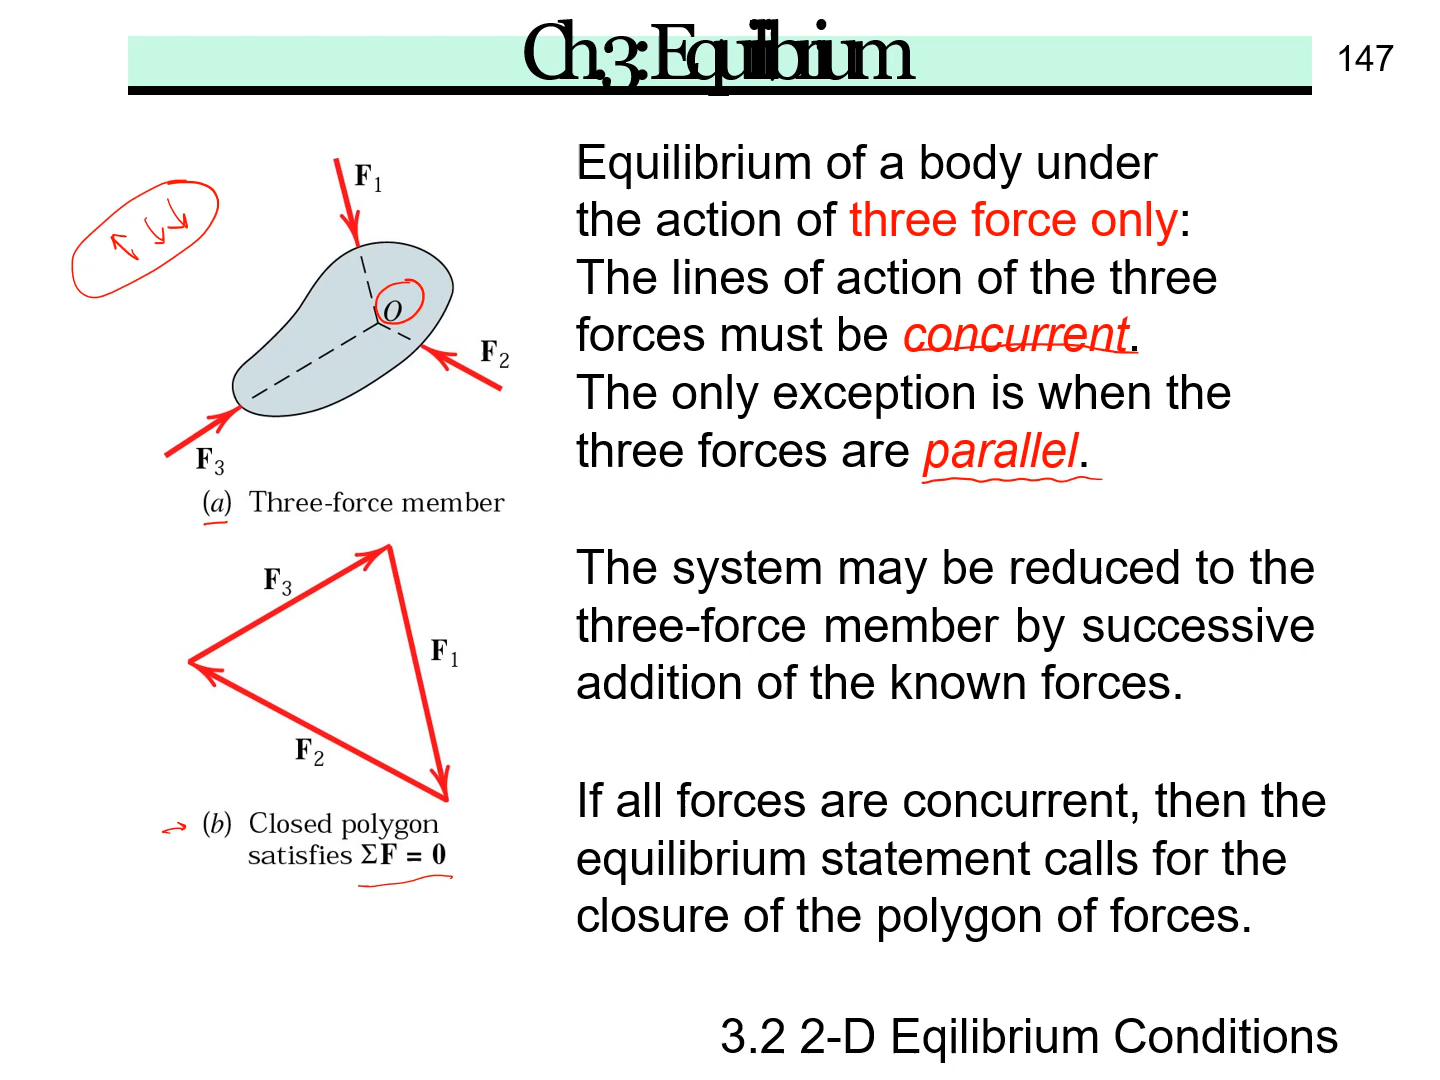 Ch.3: Equilibrium
147
F1
O
F2
F3
(a) Three-force member
F3
F1
F2
(b) Closed polygon
satisfies ΣF = 0
Equilibrium of a body under
the action of three force only:
The lines of action of the three
forces must be concurrent.
The only exception is when the
three forces are parallel.
The system may be reduced to the
three-force member by successive
addition of the known forces.
If all forces are concurrent, then the
equilibrium statement calls for the
closure of the polygon of forces.
3.2 2-D Eqilibrium Conditions